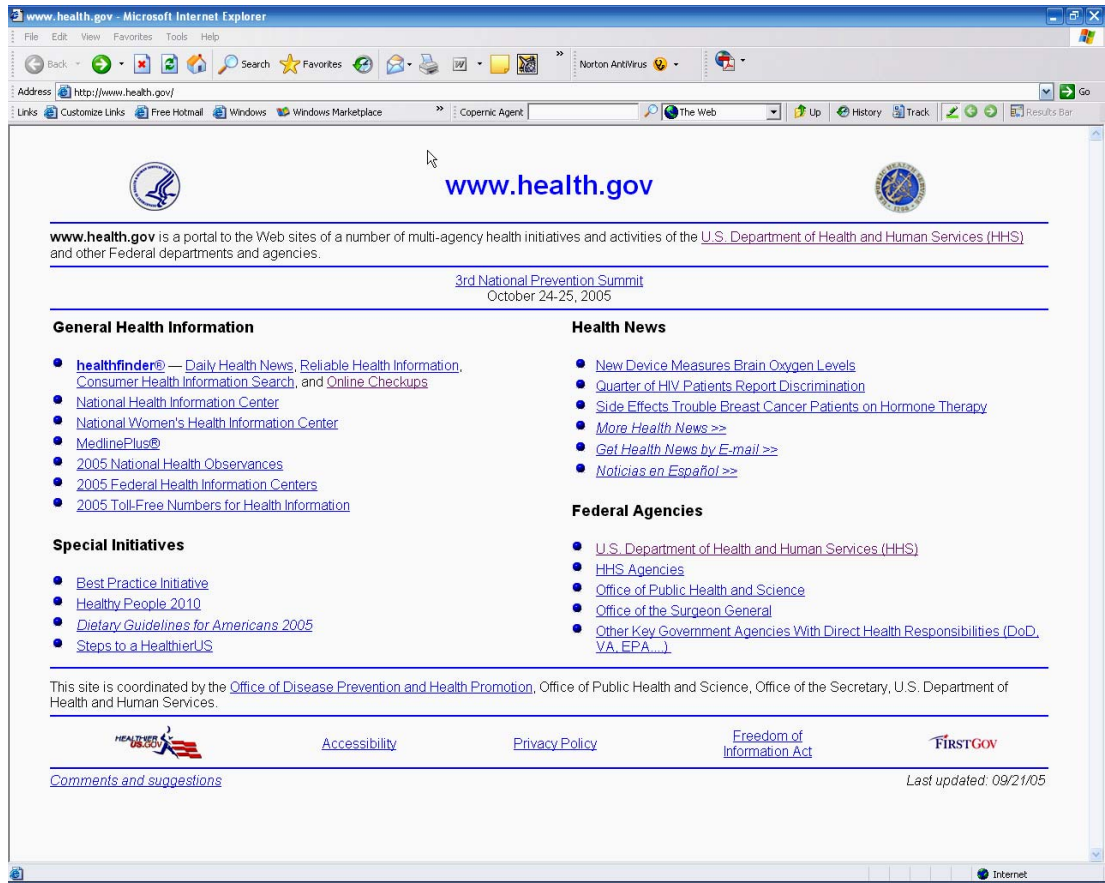 www.health.gov - Microsoft Internet Explorer
File Edit View Favorites Tools Help
Back Search Favorites » Norton AntiVirus
Address http://www.health.gov/ Go
Links Customize Links Free Hotmail Windows Windows Marketplace » Copernic Agent The Web Up History Track Results Bar
www.health.gov
www.health.gov is a portal to the Web sites of a number of multi-agency health initiatives and activities of the U.S. Department of Health and Human Services (HHS)
and other Federal departments and agencies.
3rd National Prevention Summit
October 24-25, 2005
General Health Information
healthfinder® — Daily Health News, Reliable Health Information,
Consumer Health Information Search, and Online Checkups
National Health Information Center
National Women's Health Information Center
MedlinePlus®
2005 National Health Observances
2005 Federal Health Information Centers
2005 Toll-Free Numbers for Health Information
Special Initiatives
Best Practice Initiative
Healthy People 2010
Dietary Guidelines for Americans 2005
Steps to a HealthierUS
Health News
New Device Measures Brain Oxygen Levels
Quarter of HIV Patients Report Discrimination
Side Effects Trouble Breast Cancer Patients on Hormone Therapy
More Health News >>
Get Health News by E-mail >>
Noticias en Español >>
Federal Agencies
U.S. Department of Health and Human Services (HHS)
HHS Agencies
Office of Public Health and Science
Office of the Surgeon General
Other Key Government Agencies With Direct Health Responsibilities (DoD,
VA, EPA....)
This site is coordinated by the Office of Disease Prevention and Health Promotion, Office of Public Health and Science, Office of the Secretary, U.S. Department of
Health and Human Services.
HEALTHIER
US.GOV
Accessibility
Privacy Policy
Freedom of
Information Act
FIRSTGOV
Comments and suggestions
Last updated: 09/21/05
Internet